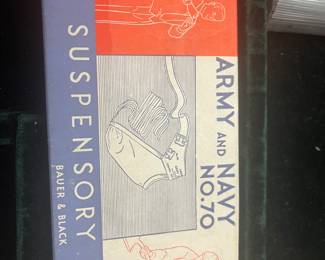 ARMY AND NAVY
NO. 70
SUSPENSORY
BAUER & BLACK